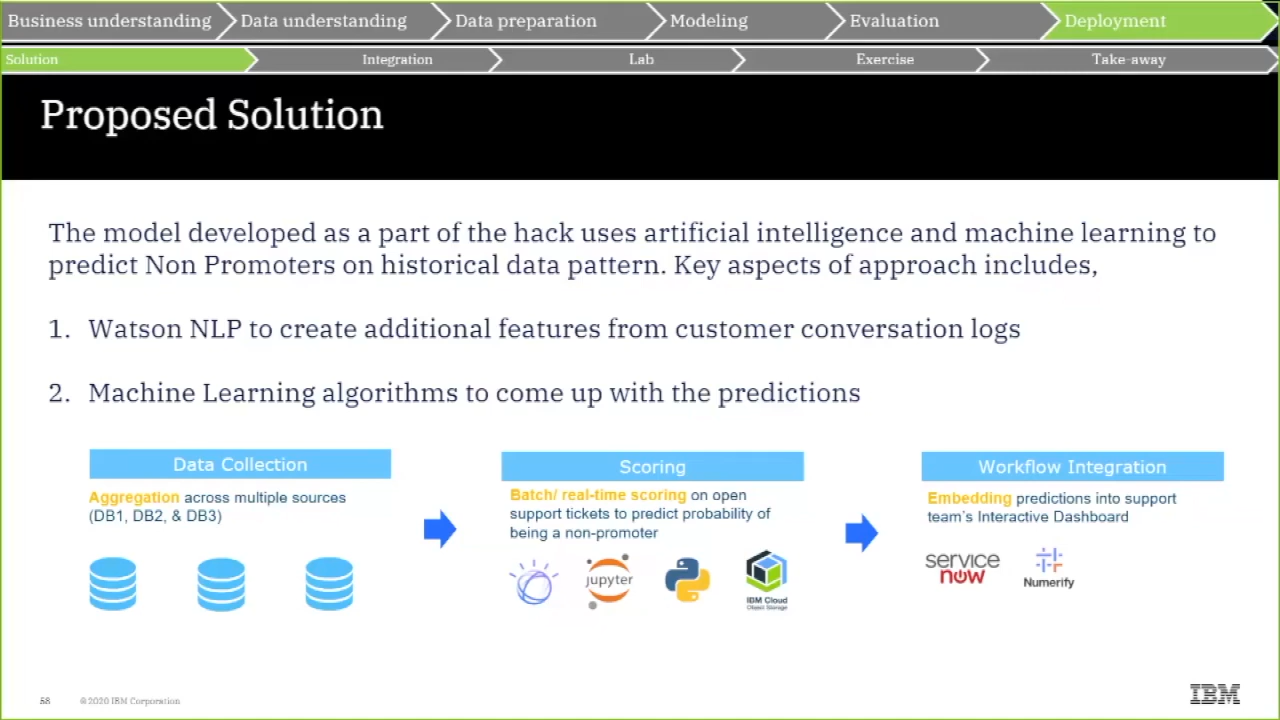 Business understanding Data understanding Data preparation Modeling Evaluation Deployment
Solution Integration Lab Exercise Take-away
Proposed Solution
The model developed as a part of the hack uses artificial intelligence and machine learning to
predict Non Promoters on historical data pattern. Key aspects of approach includes,
1. Watson NLP to create additional features from customer conversation logs
2. Machine Learning algorithms to come up with the predictions
Data Collection
Aggregation across multiple sources
(DB1, DB2, & DB3)
Scoring
Batch/ real-time scoring on open
support tickets to predict probability of
being a non-promoter
jupyter
IBM Cloud
Object Storage
Workflow Integration
Embedding predictions into support
team's Interactive Dashboard
service
now
Numerify
58 © 2020 IBM Corporation
IBM